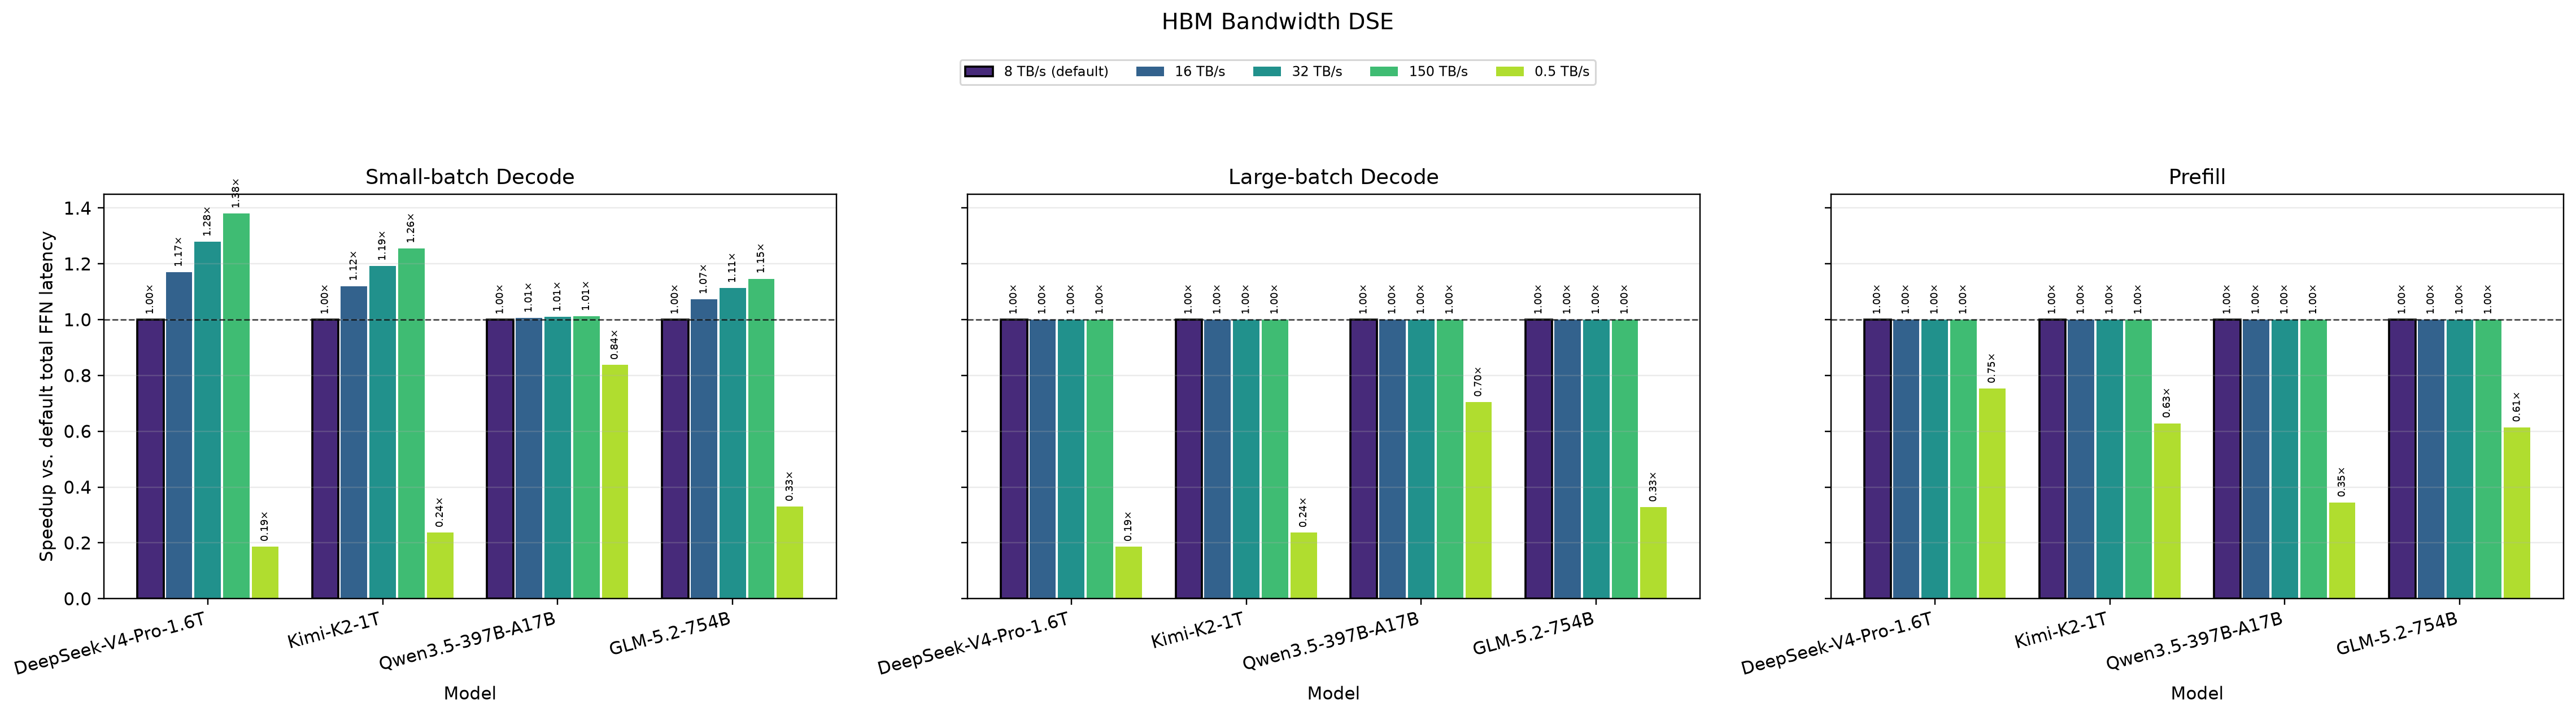 HBM Bandwidth DSE
8 TB/s (default) 16 TB/s 32 TB/s 150 TB/s 0.5 TB/s
Small-batch Decode
Speedup vs. default total FFN latency
0.0
0.2
0.4
0.6
0.8
1.0
1.2
1.4
1.00× 1.17× 1.28× 1.38× 0.19×
1.00× 1.12× 1.19× 1.26× 0.24×
1.00× 1.01× 1.01× 1.01× 0.84×
1.00× 1.07× 1.11× 1.15× 0.33×
DeepSeek-V4-Pro-1.6T
Kimi-K2-1T
Qwen3.5-397B-A17B
GLM-5.2-754B
Model
Large-batch Decode
1.00× 1.00× 1.00× 1.00× 0.19×
1.00× 1.00× 1.00× 1.00× 0.24×
1.00× 1.00× 1.00× 1.00× 0.70×
1.00× 1.00× 1.00× 1.00× 0.33×
DeepSeek-V4-Pro-1.6T
Kimi-K2-1T
Qwen3.5-397B-A17B
GLM-5.2-754B
Model
Prefill
1.00× 1.00× 1.00× 1.00× 0.75×
1.00× 1.00× 1.00× 1.00× 0.63×
1.00× 1.00× 1.00× 1.00× 0.35×
1.00× 1.00× 1.00× 1.00× 0.61×
DeepSeek-V4-Pro-1.6T
Kimi-K2-1T
Qwen3.5-397B-A17B
GLM-5.2-754B
Model